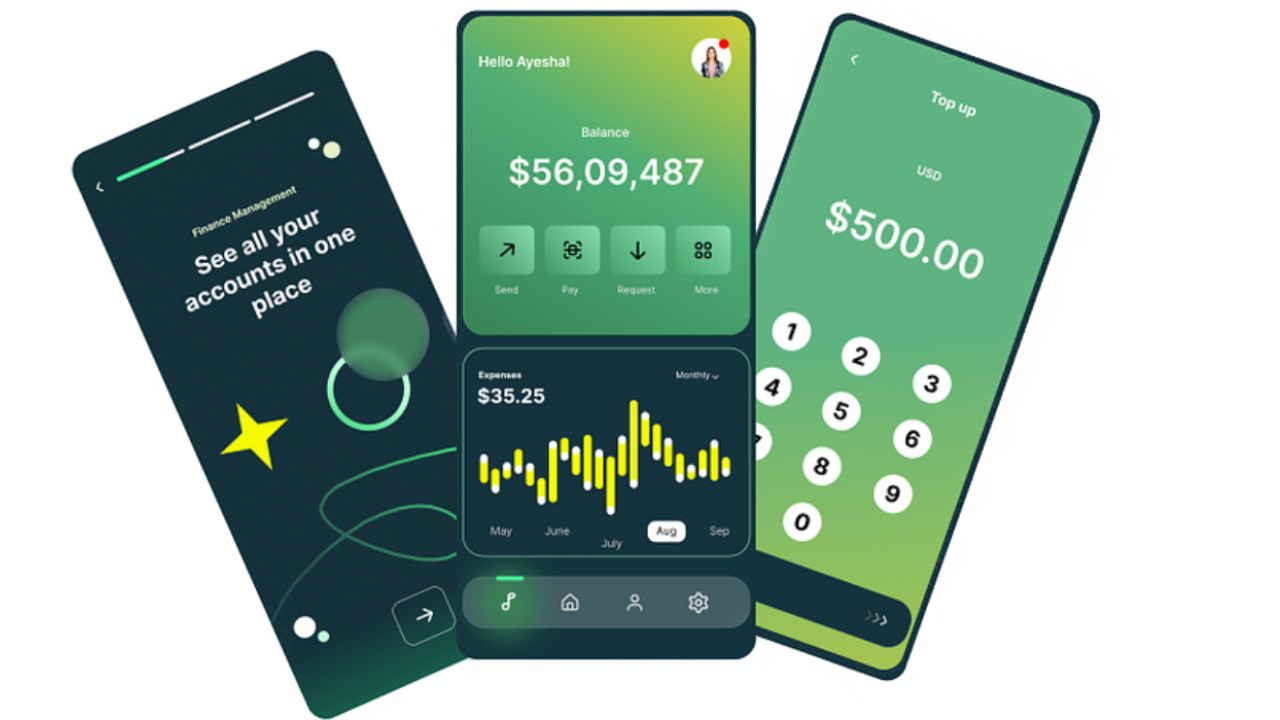 Finance Management
See all your
accounts in one
place
Hello Ayesha!
Balance
$56,09,487
Send
Pay
Request
More
Expenses
Monthly
$35.25
May
June
July
Aug
Sep
Top up
USD
$500.00
1
2
3
4
5
6
8
9
0